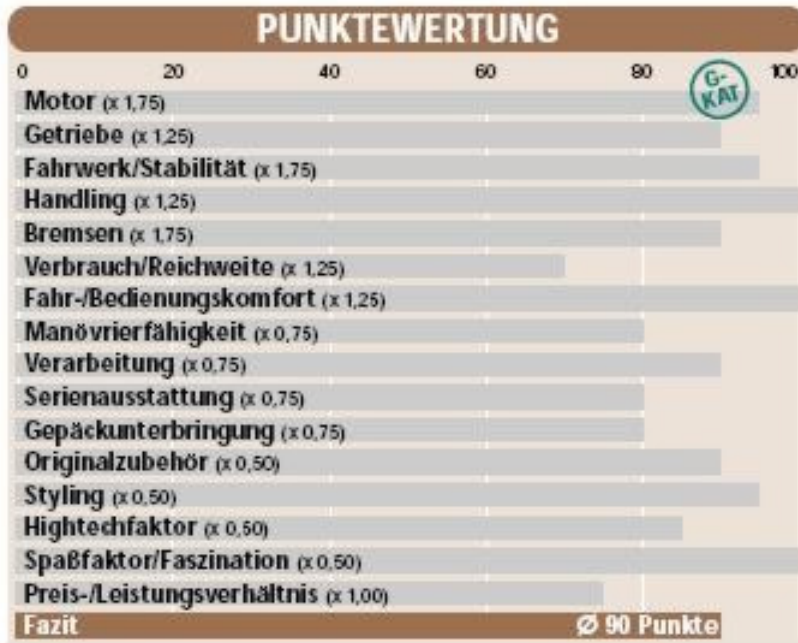 PUNKTEWERTUNG
0 20 40 60 80 100
G-
KAT
Motor (x 1,75)
Getriebe (x 1,25)
Fahrwerk/Stabilität (x 1,75)
Handling (x 1,25)
Bremsen (x 1,75)
Verbrauch/Reichweite (x 1,25)
Fahr-/Bedienungskomfort (x 1,25)
Manövrierfähigkeit (x 0,75)
Verarbeitung (x 0,75)
Serienausstattung (x 0,75)
Gepäckunterbringung (x 0,75)
Originalzubehör (x 0,50)
Styling (x 0,50)
Hightechfaktor (x 0,50)
Spaßfaktor/Faszination (x 0,50)
Preis-/Leistungsverhältnis (x 1,00)
Fazit Ø 90 Punkte